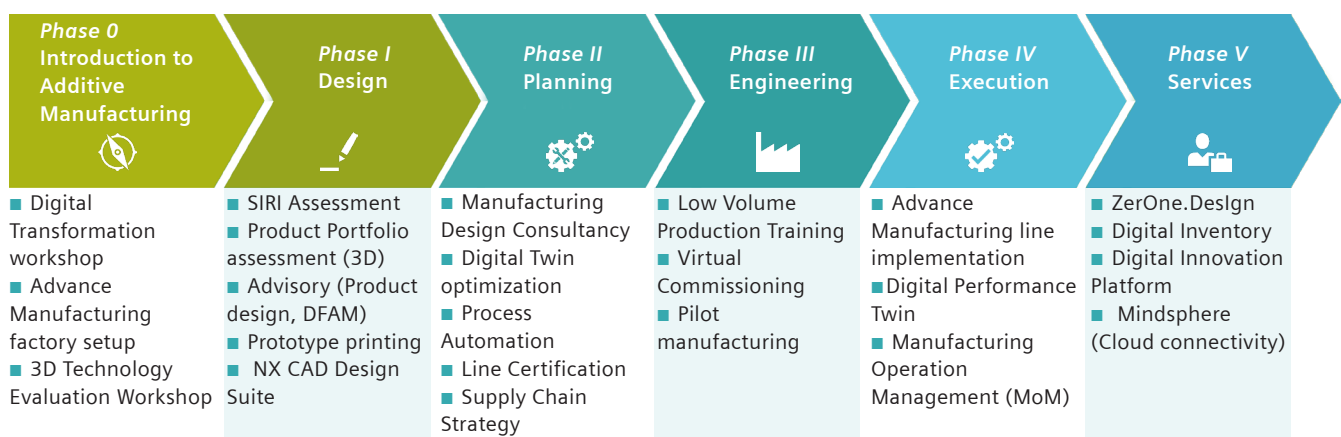 Phase 0
Introduction to
Additive
Manufacturing
Phase I
Design
Phase II
Planning
Phase III
Engineering
Phase IV
Execution
Phase V
Services
■ Digital
Transformation
workshop
■ Advance
Manufacturing
factory setup
■ 3D Technology
Evaluation Workshop
■ SIRI Assessment
■ Product Portfolio
assessment (3D)
■ Advisory (Product
design, DFAM)
■ Prototype printing
■ NX CAD Design
Suite
■ Manufacturing
Design Consultancy
■ Digital Twin
optimization
■ Process
Automation
■ Line Certification
■ Supply Chain
Strategy
■ Low Volume
Production Training
■ Virtual
Commissioning
■ Pilot
manufacturing
■ Advance
Manufacturing line
implementation
■Digital Performance
Twin
■ Manufacturing
Operation
Management (MoM)
■ ZerOne.DesIgn
■ Digital Inventory
■ Digital Innovation
Platform
■ Mindsphere
(Cloud connectivity)